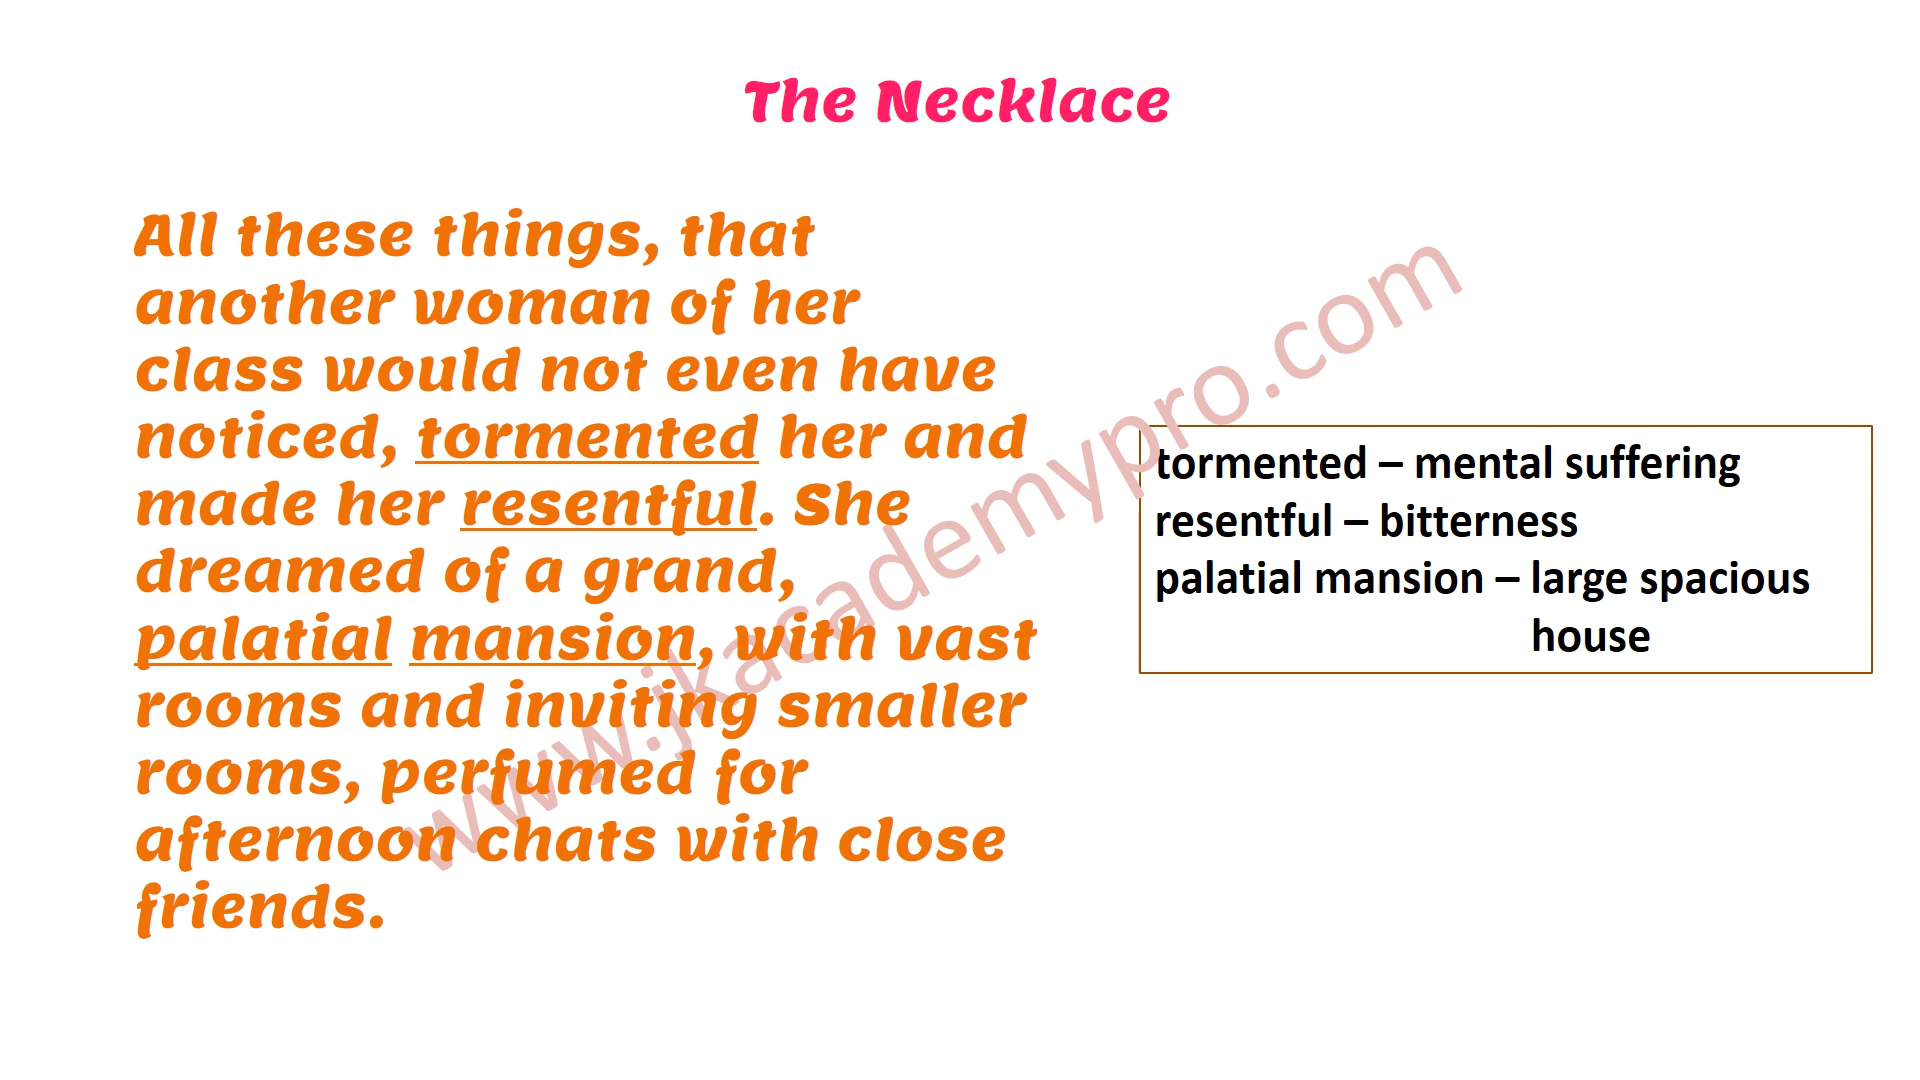 The Necklace
All these things, that
another woman of her
class would not even have
noticed, tormented her and
made her resentful. She
dreamed of a grand,
palatial mansion, with vast
rooms and inviting smaller
rooms, perfumed for
afternoon chats with close
friends.
tormented – mental suffering
resentful – bitterness
palatial mansion – large spacious
house
www.jkacademypro.com